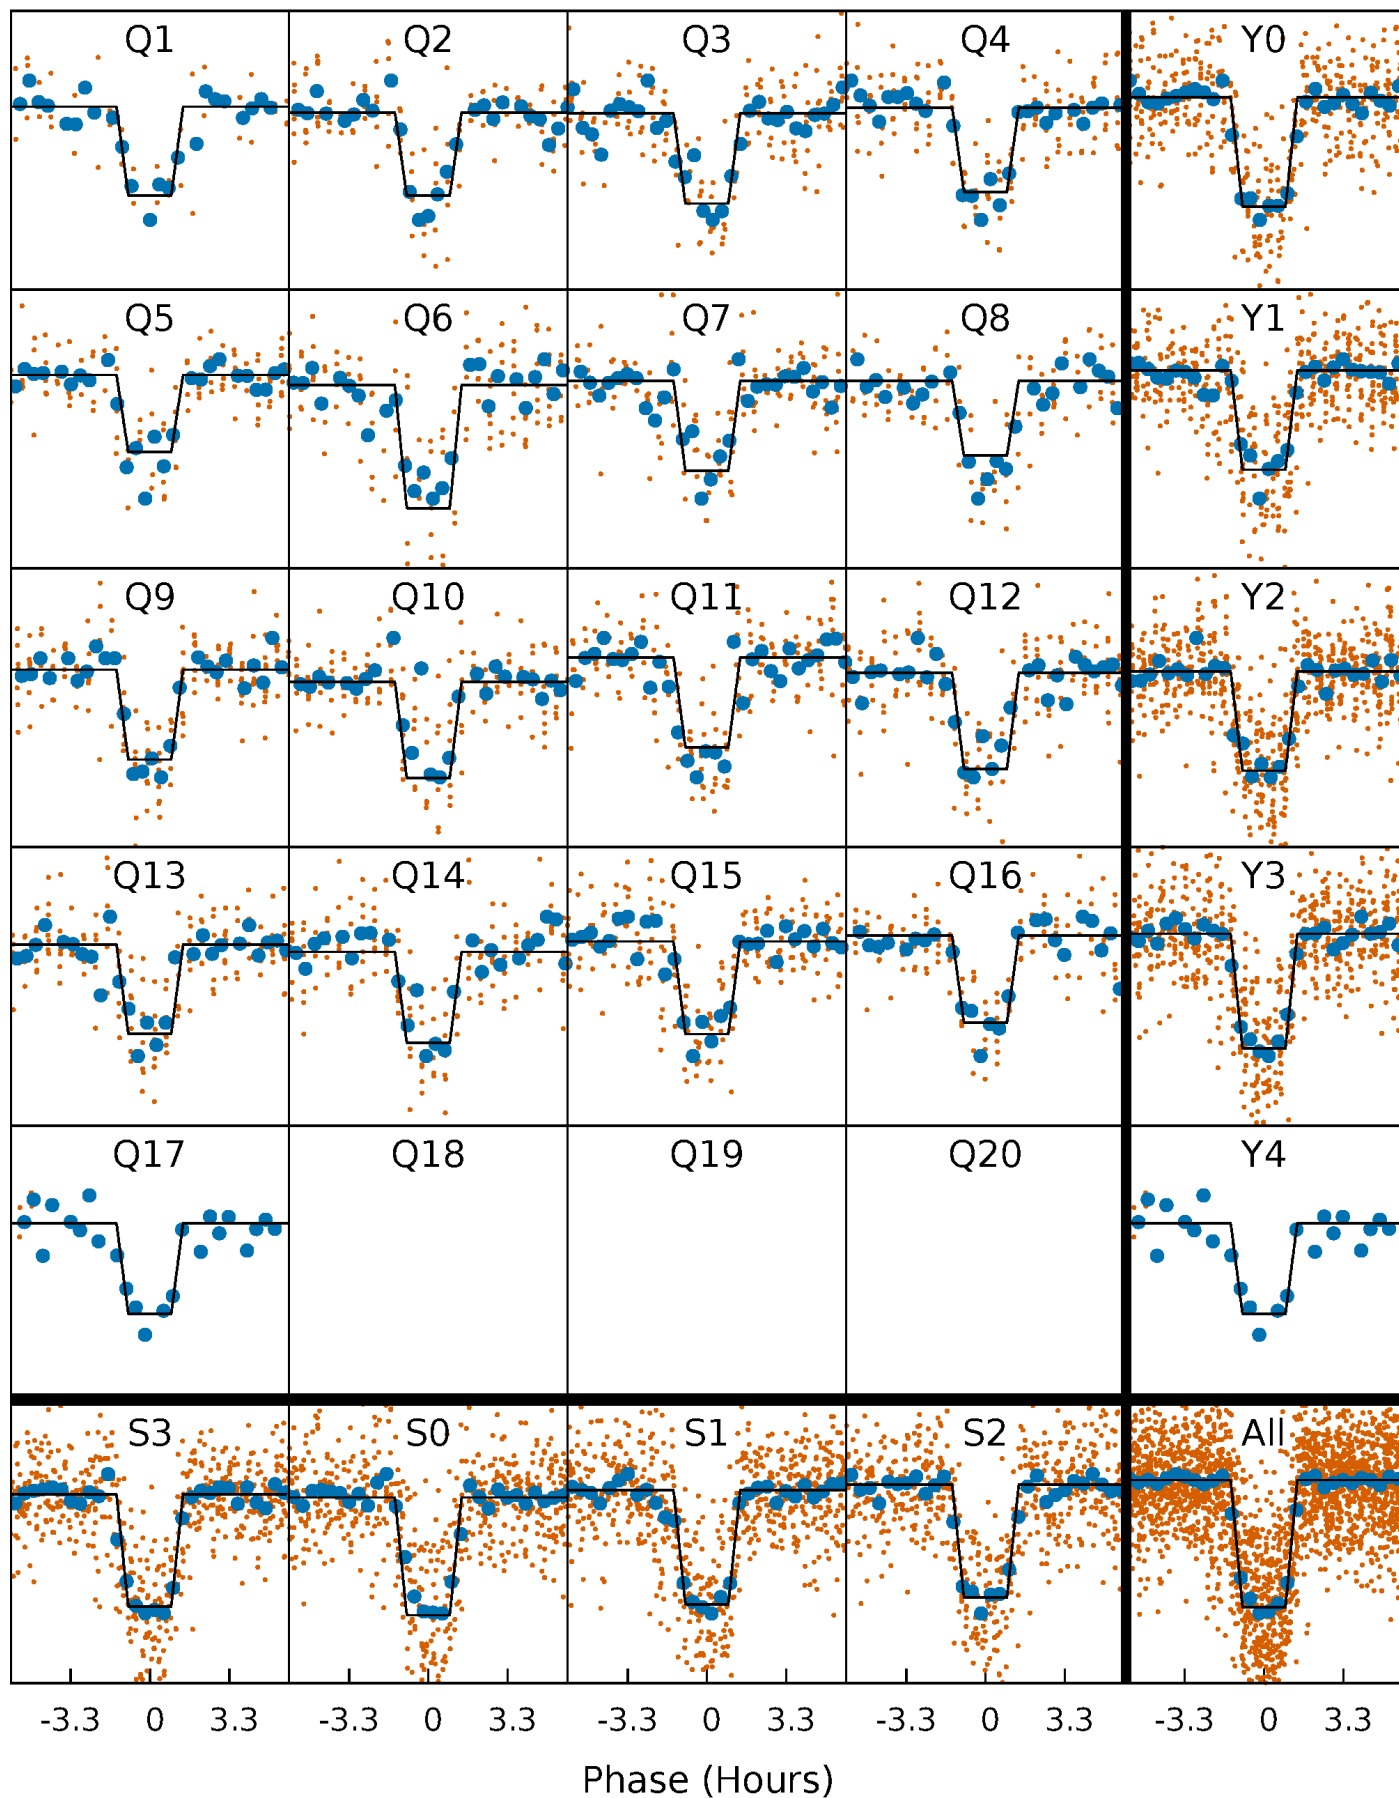 Q1 Q2 Q3 Q4 Y0
Q5 Q6 Q7 Q8 Y1
Q9 Q10 Q11 Q12 Y2
Q13 Q14 Q15 Q16 Y3
Q17 Q18 Q19 Q20 Y4
S3 S0 S1 S2 All
-3.3 0 3.3 -3.3 0 3.3 -3.3 0 3.3 -3.3 0 3.3 -3.3 0 3.3
Phase (Hours)